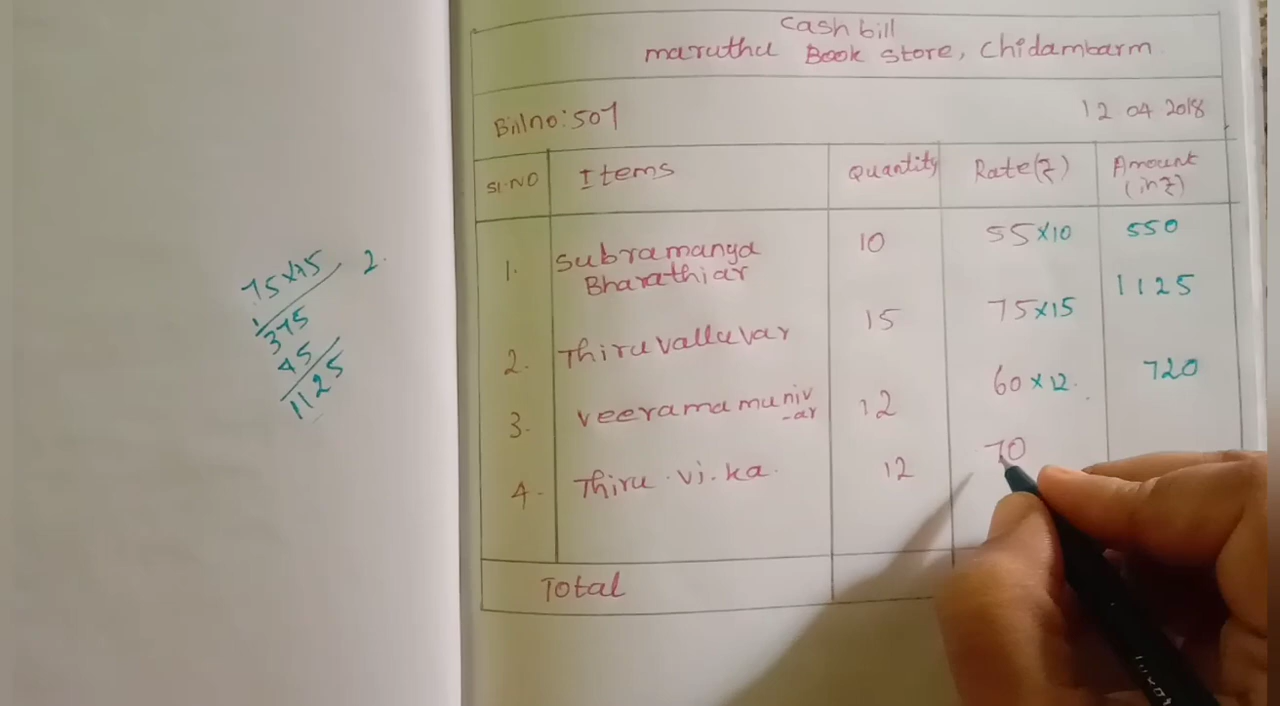 Cash bill
maruthu Book store, Chidambarm
Billno: 507
12 04 2018
Sl.NO Items Quantity Rate(₹) Amount (in ₹)
1. Subramanya Bharathiar 10 55×10 550
2. Thiruvalluvar 15 75×15 1125
3. veeramamuniv-ar 12 60×12. 720
4. Thiru.vi.ka. 12 70
Total
75×15 2.
375
1125